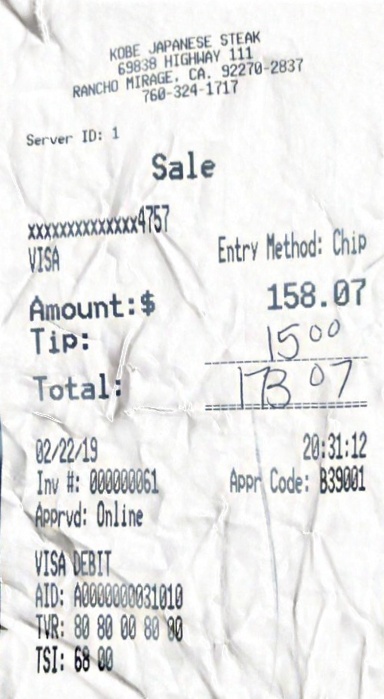 KOBE JAPANESE STEAK
69838 HIGHWAY 111
RANCHO MIRAGE, CA. 92270-2837
760-324-1717
Server ID: 1
Sale
xxxxxxxxxxxxxx4757
VISA
Entry Method: Chip
Amount:$ 158.07
Tip: 15 00
Total: 173 07
02/22/19 20:31:12
Inv #: 000000061 Appr Code: B39001
Apprvd: Online
VISA DEBIT
AID: A0000000031010
TVR: 80 80 00 80 00
TSI: 68 00